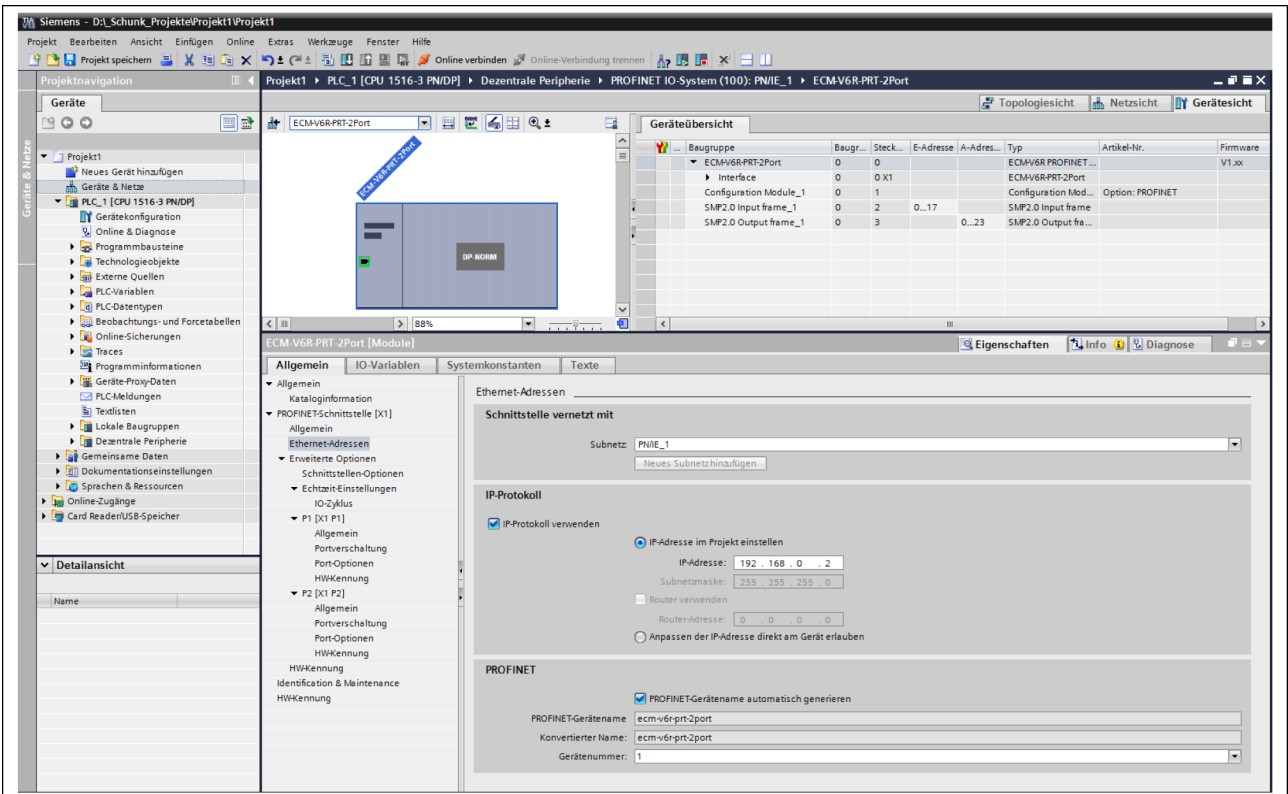 Siemens - D:\_Schunk_Projekte\Projekt1\Projekt1
Projekt Bearbeiten Ansicht Einfügen Online Extras Werkzeuge Fenster Hilfe
Projekt speichern Online verbinden Online-Verbindung trennen
Projektnavigation
Projekt1 ▸ PLC_1 [CPU 1516-3 PN/DP] ▸ Dezentrale Peripherie ▸ PROFINET IO-System (100): PN/IE_1 ▸ ECM-V6R-PRT-2Port
Geräte
Topologiesicht Netzsicht Gerätesicht
Geräte & Netze
Projekt1
Neues Gerät hinzufügen
Geräte & Netze
PLC_1 [CPU 1516-3 PN/DP]
Gerätekonfiguration
Online & Diagnose
Programmbausteine
Technologieobjekte
Externe Quellen
PLC-Variablen
PLC-Datentypen
Beobachtungs- und Forcetabellen
Online-Sicherungen
Traces
Programminformationen
Geräte-Proxy-Daten
PLC-Meldungen
Textlisten
Lokale Baugruppen
Dezentrale Peripherie
Gemeinsame Daten
Dokumentationseinstellungen
Sprachen & Ressourcen
Online-Zugänge
Card Reader/USB-Speicher
Detailansicht
Name
ECM-V6R-PRT-2Port
ECM-V6R-PRT-2Port
DP-NORM
88%
Geräteübersicht
... Baugruppe Baugr... Steck... E-Adresse A-Adres... Typ Artikel-Nr. Firmware
ECM-V6R-PRT-2Port 0 0 ECM-V6R PROFINET... V1.xx
Interface 0 0 X1 ECM-V6R-PRT-2Port
Configuration Module_1 0 1 Configuration Mod... Option: PROFINET
SMP2.0 Input frame_1 0 2 0...17 SMP2.0 Input frame
SMP2.0 Output frame_1 0 3 0...23 SMP2.0 Output fra...
ECM-V6R-PRT-2Port [Module]
Eigenschaften Info Diagnose
Allgemein IO-Variablen Systemkonstanten Texte
Allgemein
Kataloginformation
PROFINET-Schnittstelle [X1]
Allgemein
Ethernet-Adressen
Erweiterte Optionen
Schnittstellen-Optionen
Echtzeit-Einstellungen
IO-Zyklus
P1 [X1 P1]
Allgemein
Portverschaltung
Port-Optionen
HW-Kennung
P2 [X1 P2]
Allgemein
Portverschaltung
Port-Optionen
HW-Kennung
HW-Kennung
Identification & Maintenance
HW-Kennung
Ethernet-Adressen
Schnittstelle vernetzt mit
Subnetz: PN/IE_1
Neues Subnetz hinzufügen
IP-Protokoll
IP-Protokoll verwenden
IP-Adresse im Projekt einstellen
IP-Adresse: 192 . 168 . 0 . 2
Subnetzmaske: 255 . 255 . 255 . 0
Router verwenden
Router-Adresse: 0 . 0 . 0 . 0
Anpassen der IP-Adresse direkt am Gerät erlauben
PROFINET
PROFINET-Gerätename automatisch generieren
PROFINET-Gerätename ecm-v6r-prt-2port
Konvertierter Name: ecm-v6r-prt-2port
Gerätenummer: 1